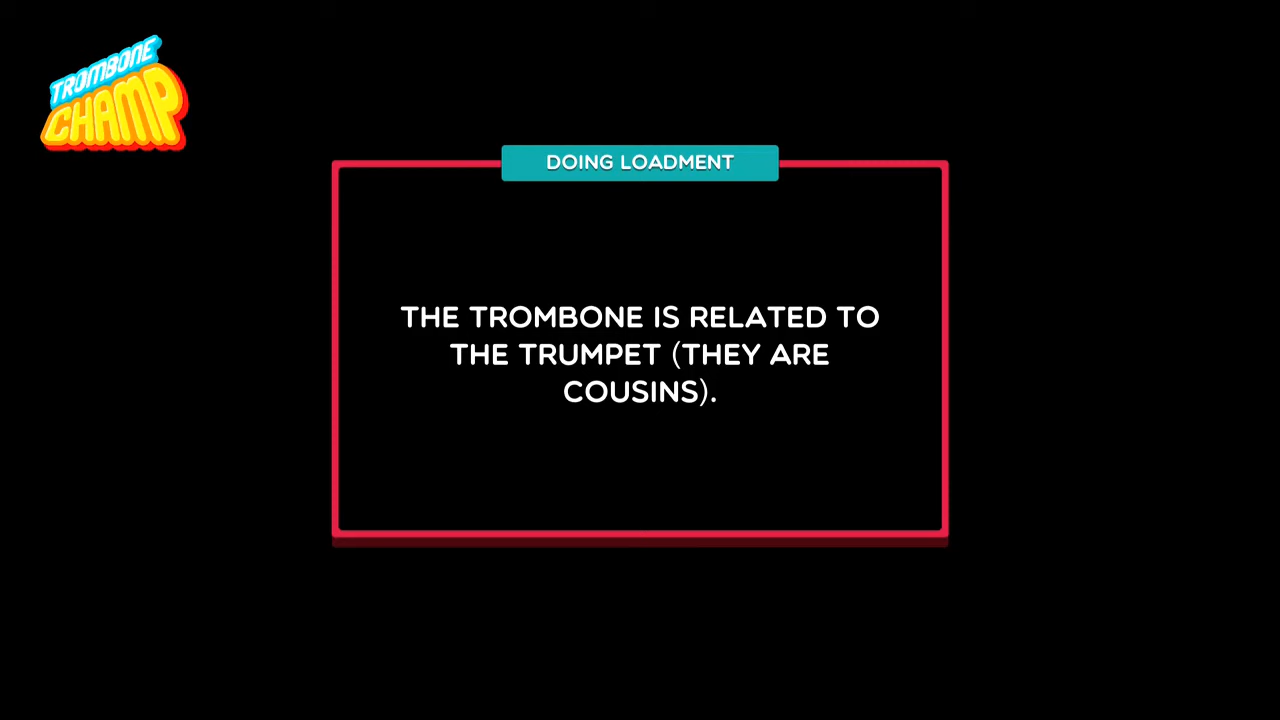 TROMBONE
CHAMP
DOING LOADMENT
THE TROMBONE IS RELATED TO
THE TRUMPET (THEY ARE
COUSINS).